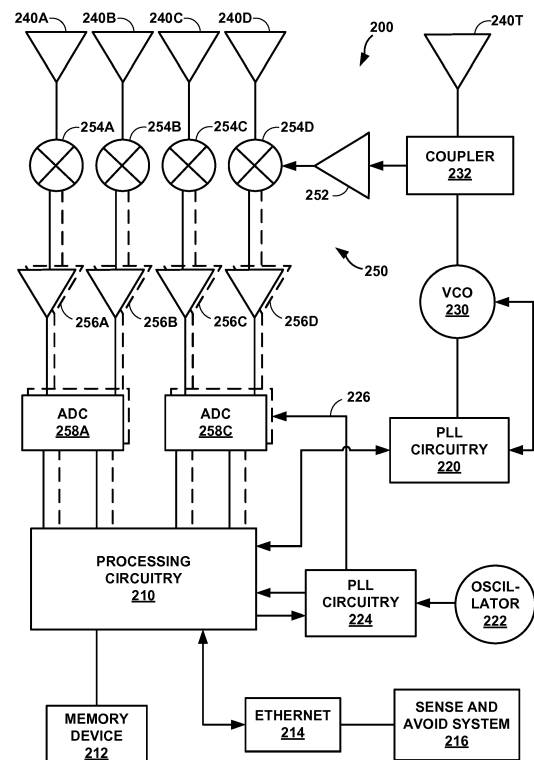 240A 240B 240C 240D 200 240T
254A 254B 254C 254D
COUPLER
232
252
250
VCO
230
256A 256B 256C 256D
226
ADC
258A
ADC
258C
PLL
CIRCUITRY
220
PROCESSING
CIRCUITRY
210
PLL
CIRCUITRY
224
OSCIL-
LATOR
222
MEMORY
DEVICE
212
ETHERNET
214
SENSE AND
AVOID SYSTEM
216